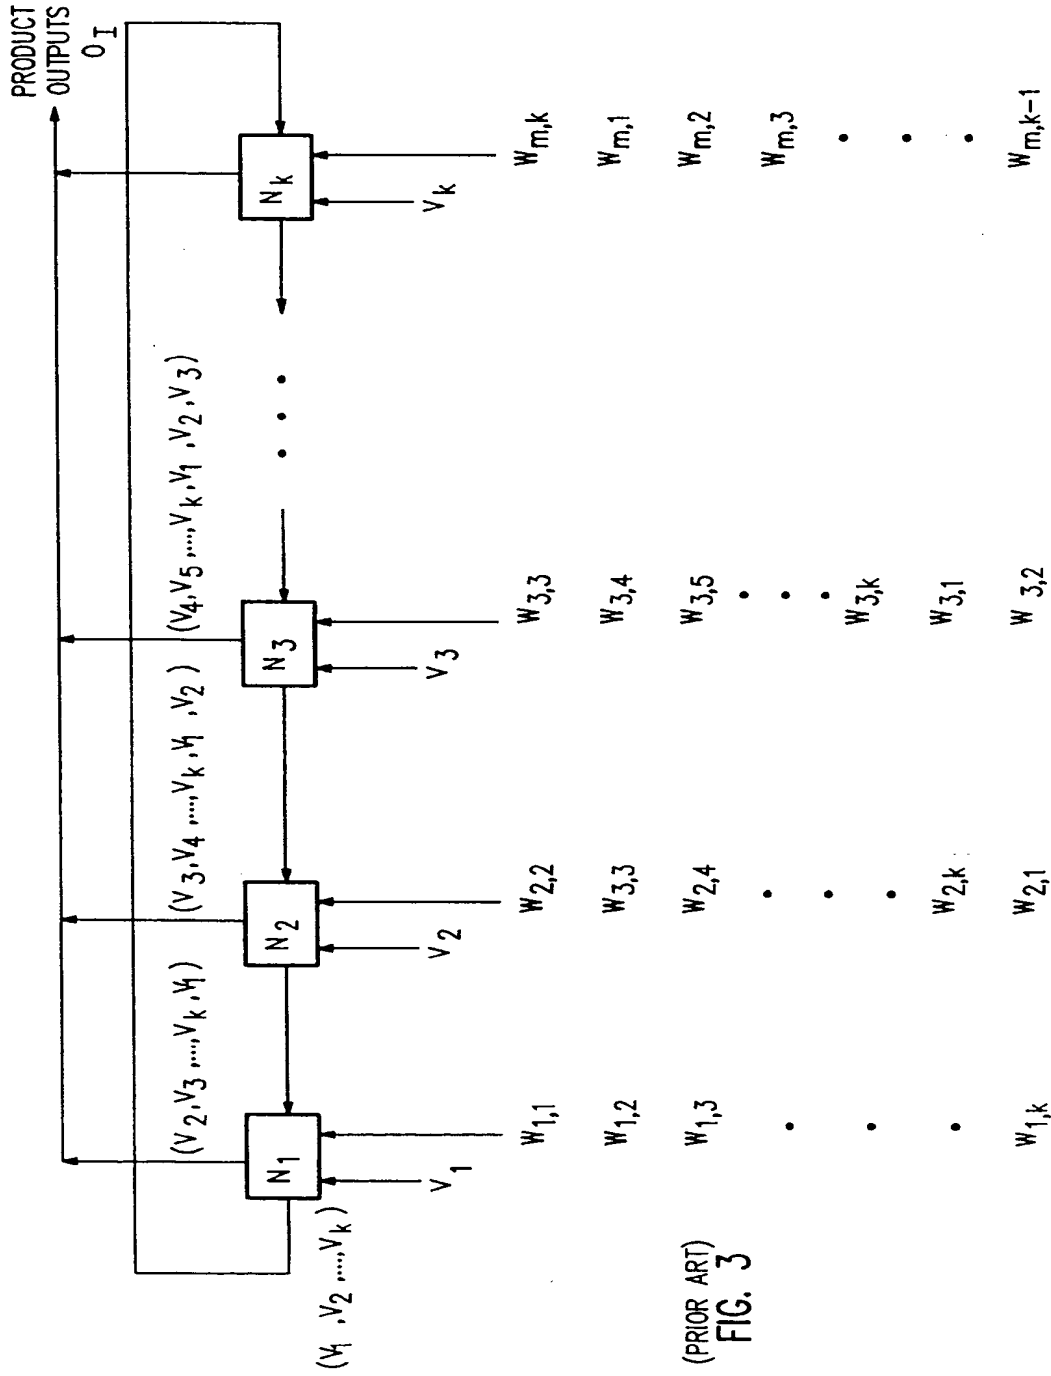 PRODUCT
OUTPUTS
O_I
(V_1, V_2, ....., V_k)
(V_2, V_3, ....., V_k, V_1)
(V_3, V_4, ....., V_k, V_1, V_2)
(V_4, V_5, ....., V_k, V_1, V_2, V_3)
N_1
N_2
N_3
• • •
N_k
V_1
V_2
V_3
V_k
W_1,1
W_1,2
W_1,3
• • •
W_1,k
W_2,2
W_3,3
W_2,4
• • •
W_2,k
W_2,1
W_3,3
W_3,4
W_3,5
• • •
W_3,k
W_3,1
W_3,2
W_m,k
W_m,1
W_m,2
W_m,3
• • •
W_m,k-1
(PRIOR ART)
FIG. 3